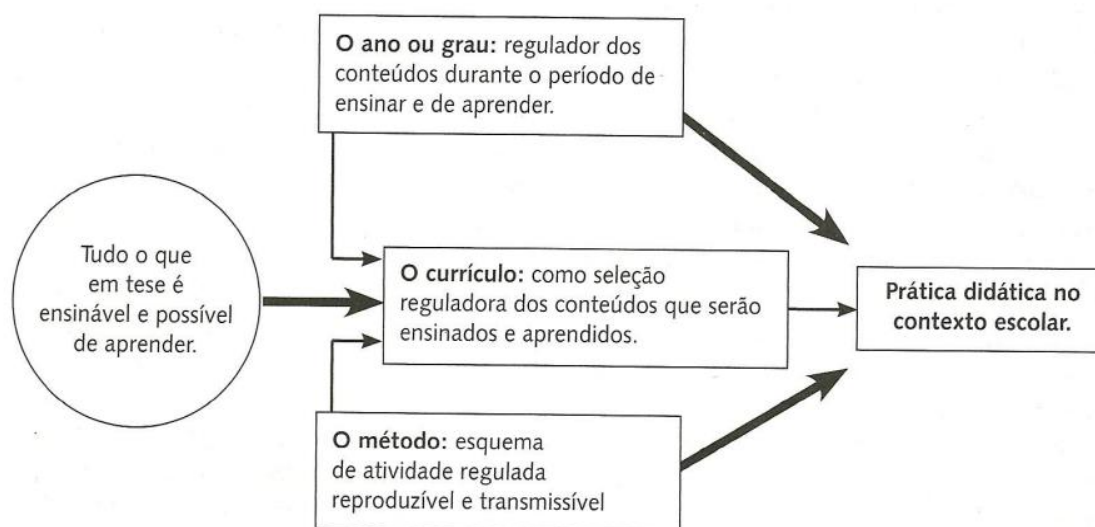 O ano ou grau: regulador dos
conteúdos durante o período de
ensinar e de aprender.
Tudo o que
em tese é
ensinável e possível
de aprender.
O currículo: como seleção
reguladora dos conteúdos que serão
ensinados e aprendidos.
Prática didática no
contexto escolar.
O método: esquema
de atividade regulada
reproduzível e transmissível